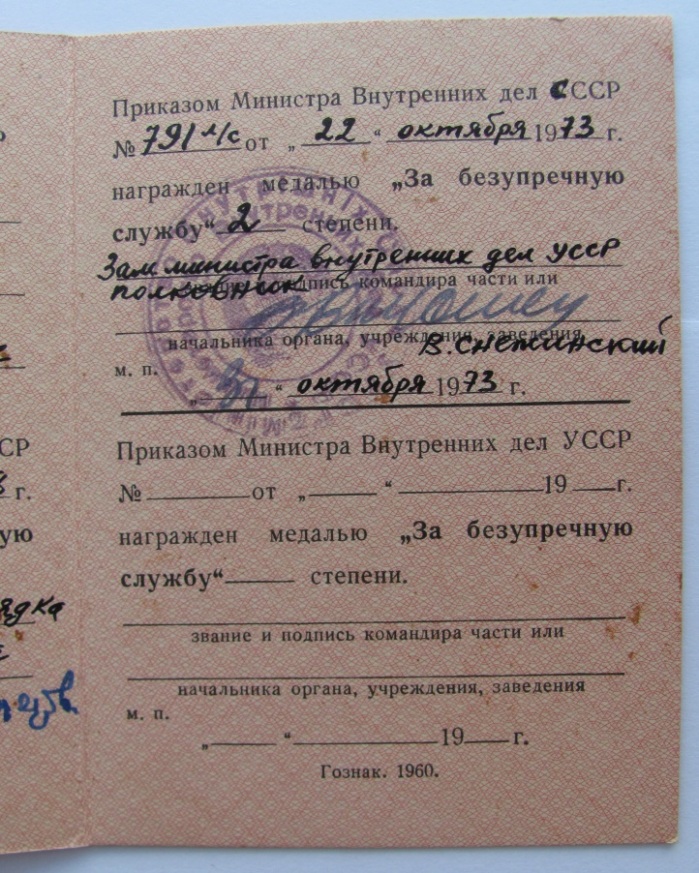 Приказом Министра Внутренних дел СССР
№ 791 л/с от „ 22 “ октября 1973 г.
награжден медалью „За безупречную
службу“ 2 степени.
Зам. министра внутренних дел УССР
полковник подпись командира части или
начальника органа, учреждения, заведения
В. Снежинский
м. п.
„ 31 “ октября 1973 г.
СР
Приказом Министра Внутренних дел УССР
г.
№ от „ “ 19 г.
ую
награжден медалью „За безупречную
службу“ степени.
ядка
звание и подпись командира части или
начальника органа, учреждения, заведения
м. п.
„ “ 19 г.
Гознак. 1960.